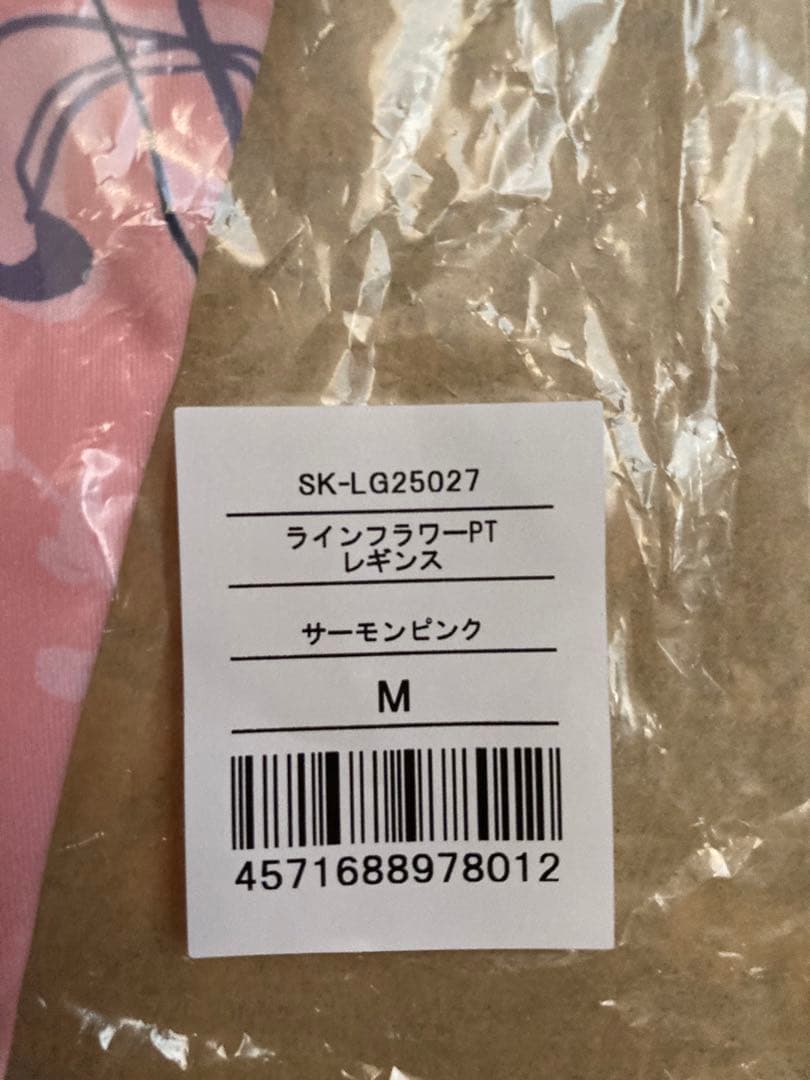 SK-LG25027
ラインフラワーPT
レギンス
サーモンピンク
M
4571688978012